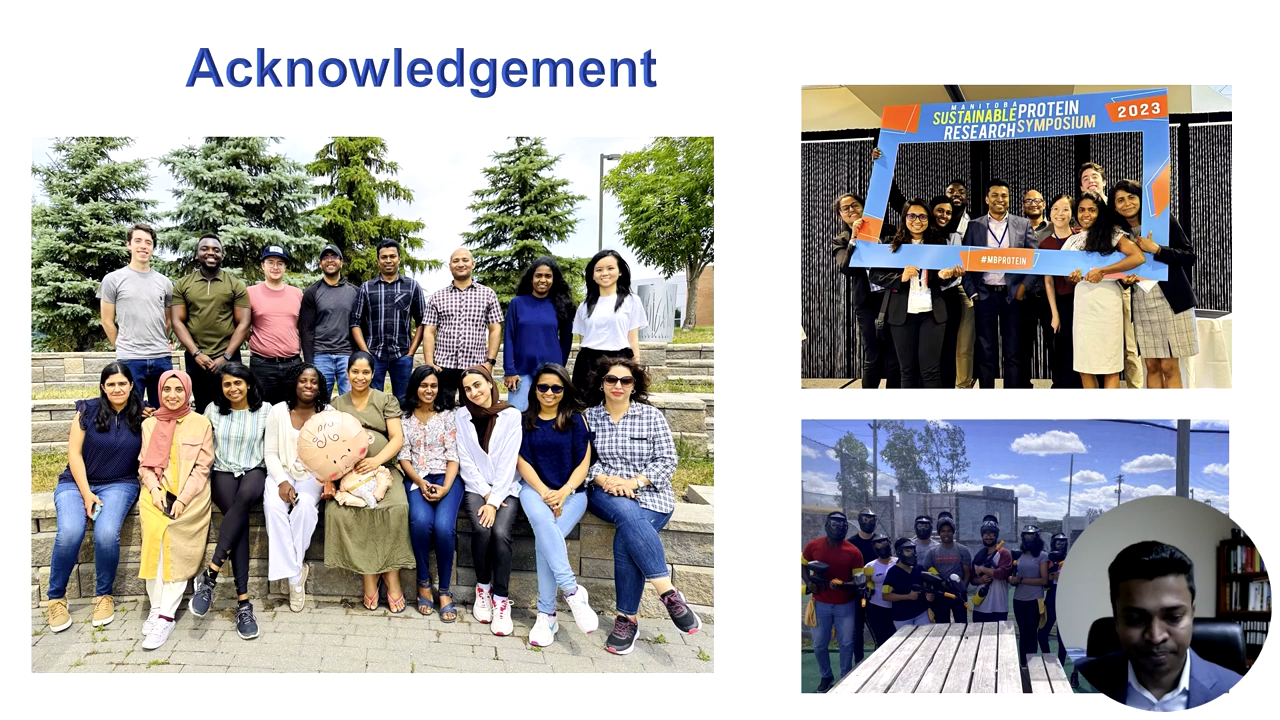 Acknowledgement
MANITOBA
SUSTAINABLE PROTEIN
RESEARCH SYMPOSIUM
2023
#MBPROTEIN